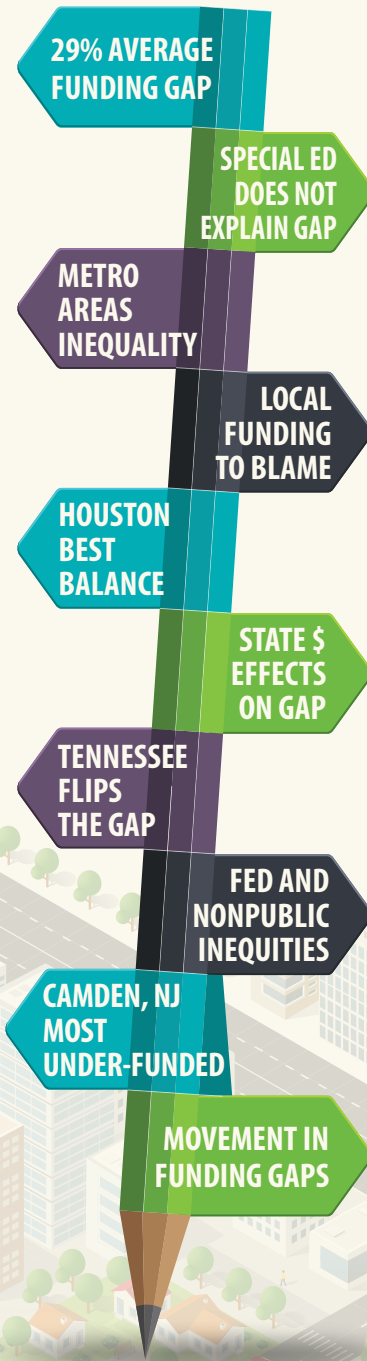 29% AVERAGE
FUNDING GAP
SPECIAL ED
DOES NOT
EXPLAIN GAP
METRO
AREAS
INEQUALITY
LOCAL
FUNDING
TO BLAME
HOUSTON
BEST
BALANCE
STATE $
EFFECTS
ON GAP
TENNESSEE
FLIPS
THE GAP
FED AND
NONPUBLIC
INEQUITIES
CAMDEN, NJ
MOST
UNDER-FUNDED
MOVEMENT IN
FUNDING GAPS